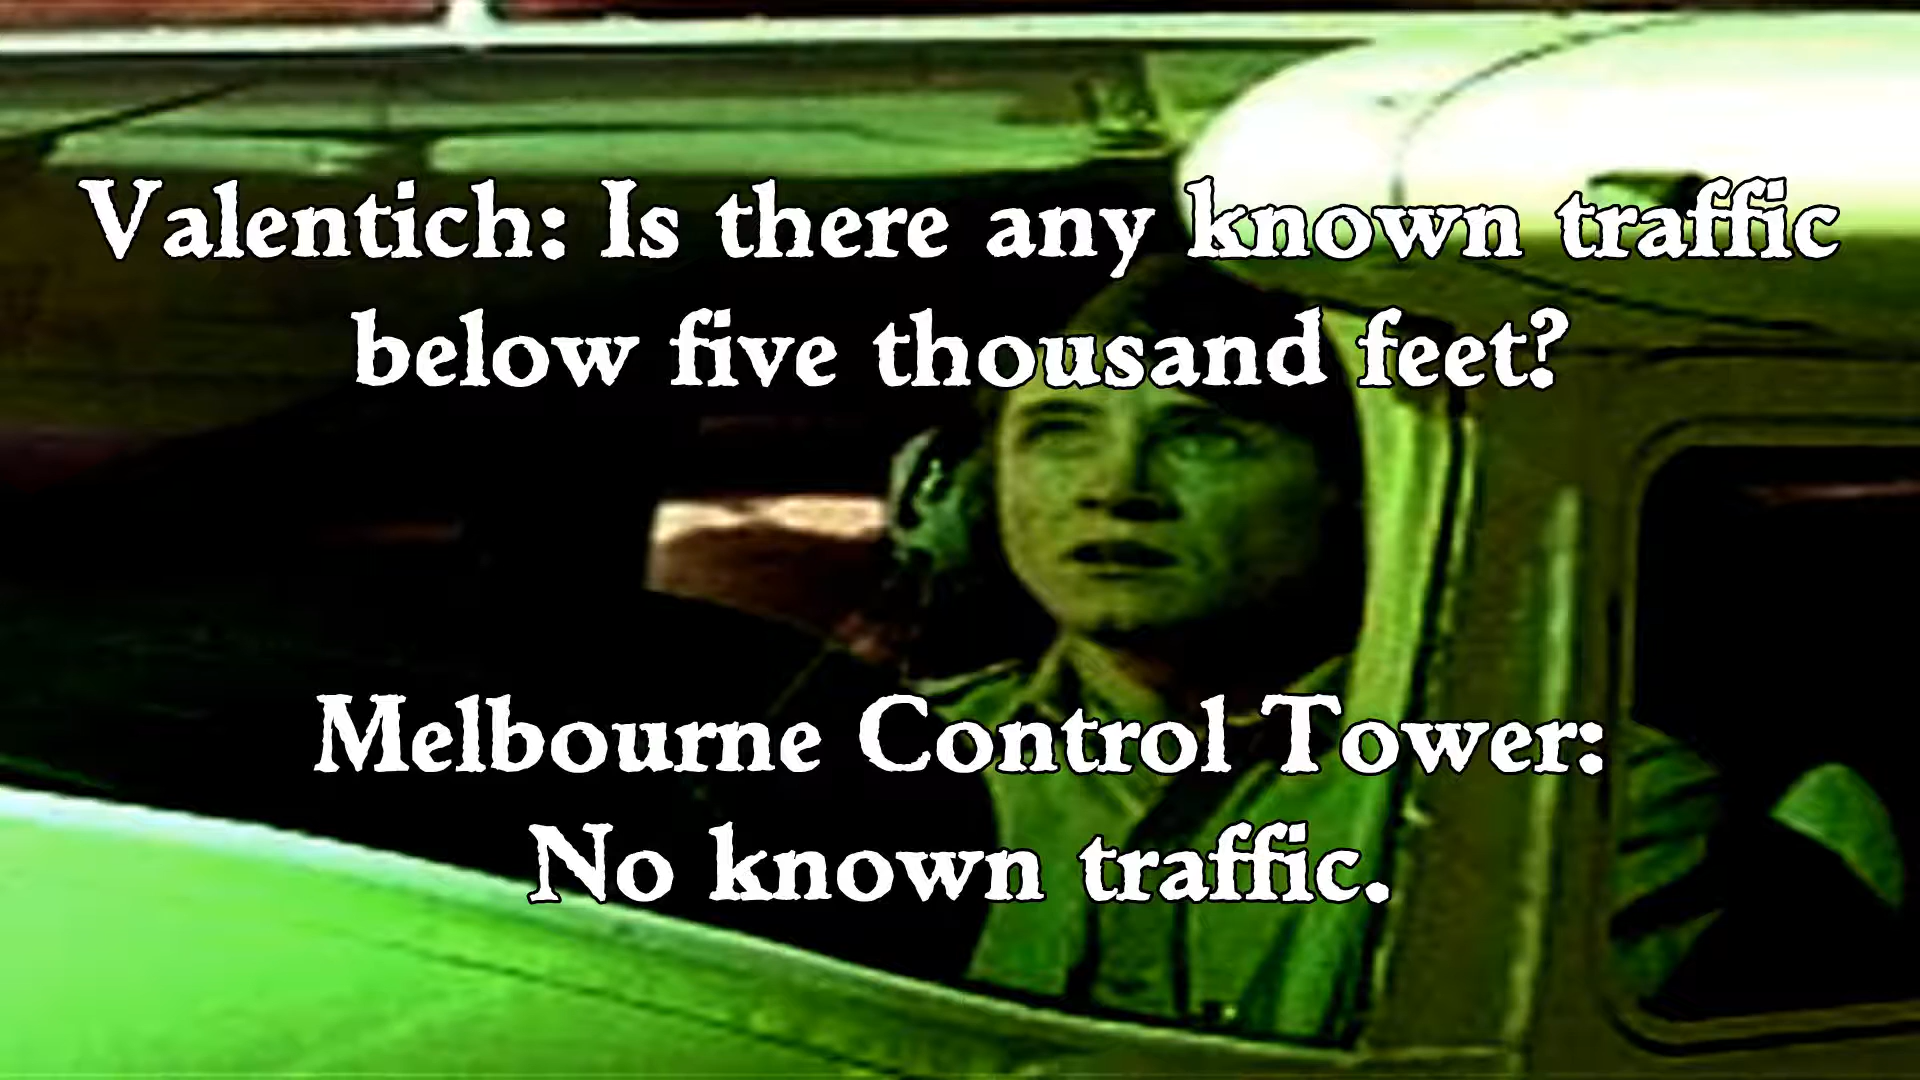 Valentich: Is there any known traffic
below five thousand feet?
Melbourne Control Tower:
No known traffic.